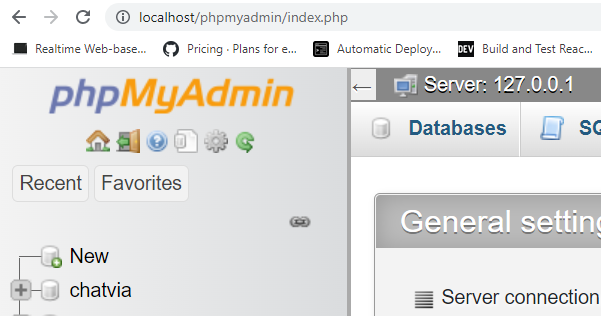 localhost/phpmyadmin/index.php
Realtime Web-base...
Pricing · Plans for e...
Automatic Deploy...
DEV
Build and Test Reac...
phpMyAdmin
Server: 127.0.0.1
Databases
SQ
Recent
Favorites
General setting
New
chatvia
Server connection